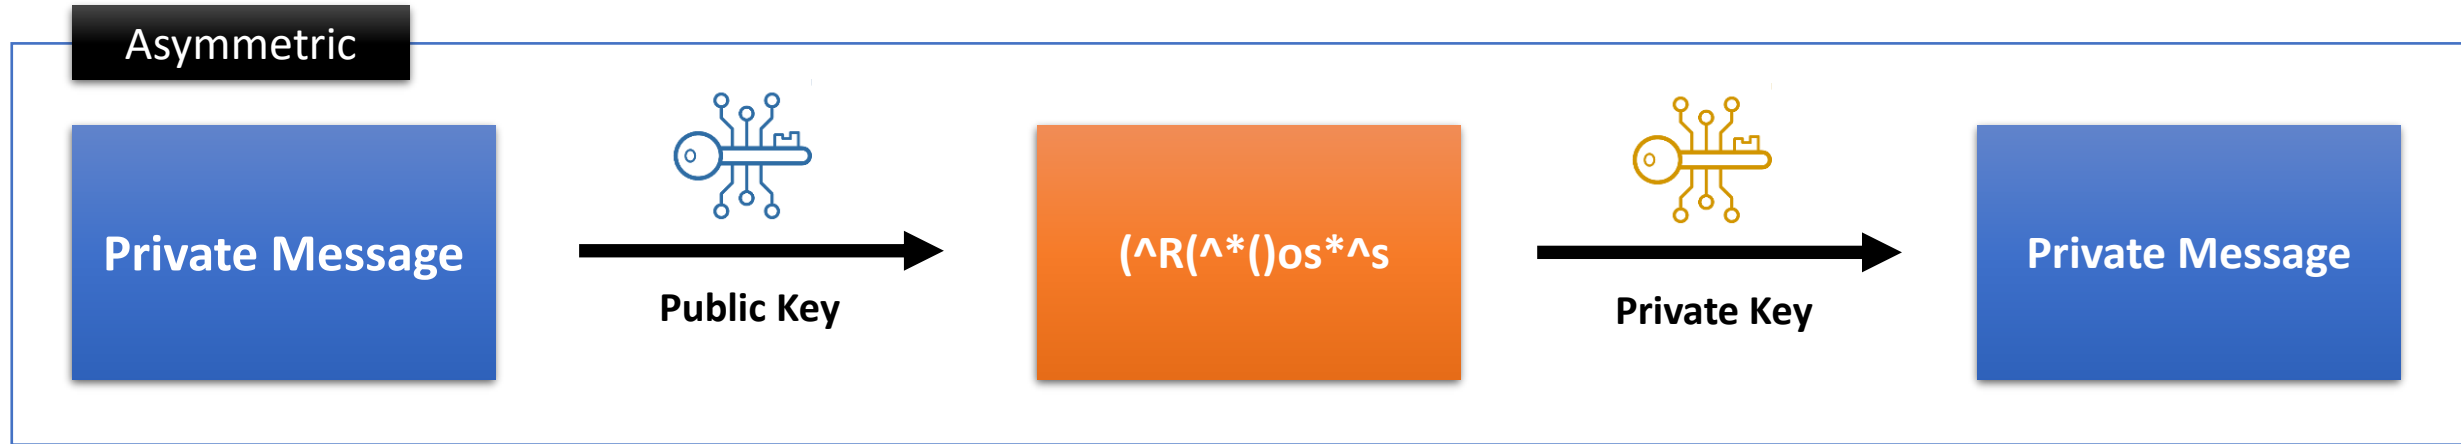 Asymmetric
Private Message
Public Key
(^R(^*()os*^s
Private Key
Private Message